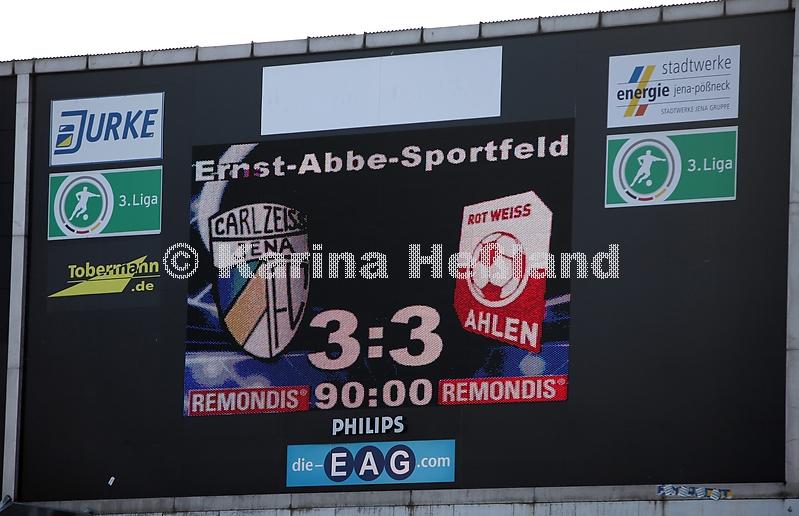 JURKE
3. Liga
Tobermann
.de
Ernst-Abbe-Sportfeld
CARL ZEISS
JENA
FC
ROT WEISS
AHLEN
3:3
REMONDIS®
90:00
REMONDIS®
PHILIPS
die-EAG.com
stadtwerke
energie jena-pößneck
STADTWERKE JENA GRUPPE
3. Liga
© Karina Heßland